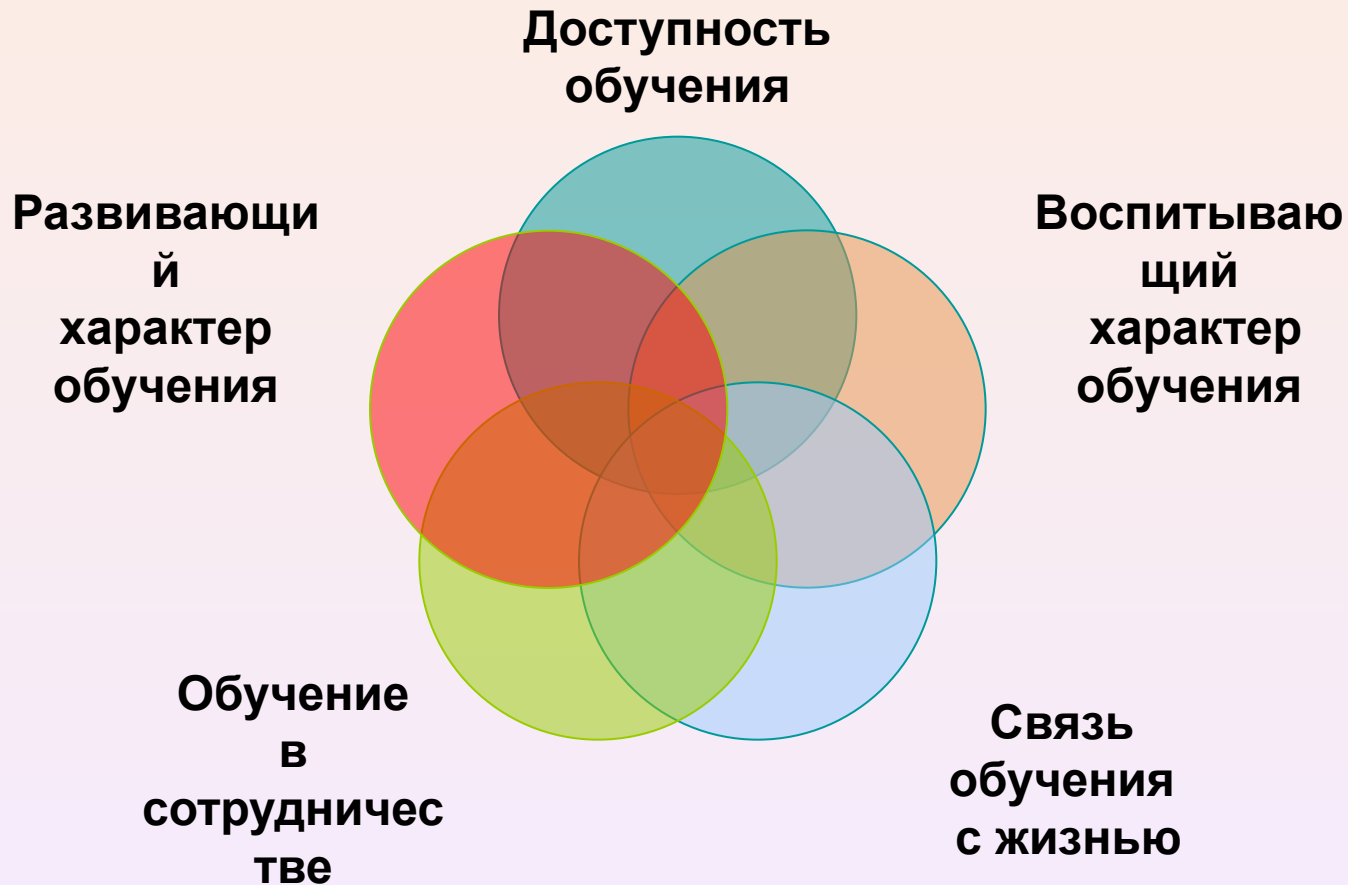 Доступность
обучения
Развивающи
й
характер
обучения
Воспитываю
щий
характер
обучения
Обучение
в
сотрудничес
тве
Связь
обучения
с жизнью